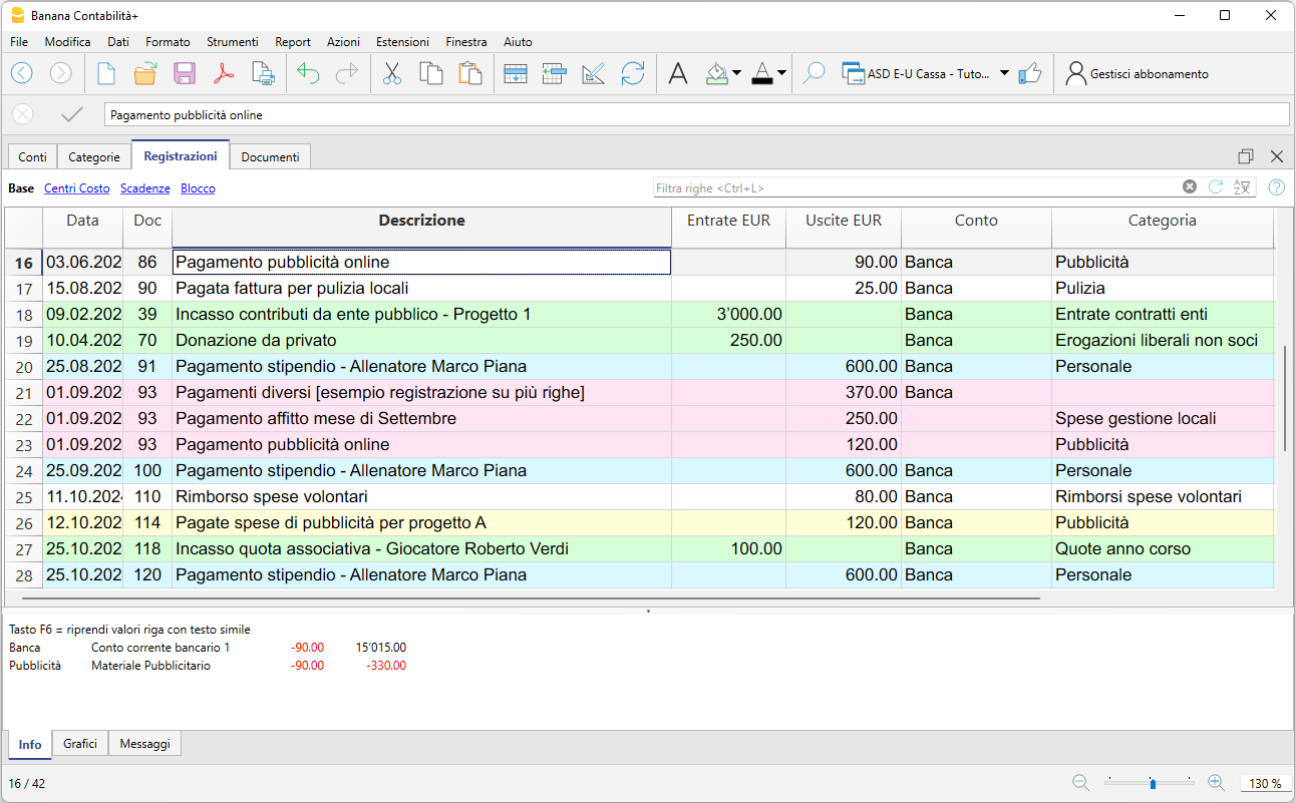 Banana Contabilità+
File Modifica Dati Formato Strumenti Report Azioni Estensioni Finestra Aiuto
ASD E-U Cassa - Tuto... Gestisci abbonamento
Pagamento pubblicità online
Conti Categorie Registrazioni Documenti
Base Centri Costo Scadenze Blocco Filtra righe <Ctrl+L>
Data Doc Descrizione Entrate EUR Uscite EUR Conto Categoria
16 03.06.202 86 Pagamento pubblicità online 90.00 Banca Pubblicità
17 15.08.202 90 Pagata fattura per pulizia locali 25.00 Banca Pulizia
18 09.02.202 39 Incasso contributi da ente pubblico - Progetto 1 3’000.00 Banca Entrate contratti enti
19 10.04.202 70 Donazione da privato 250.00 Banca Erogazioni liberali non soci
20 25.08.202 91 Pagamento stipendio - Allenatore Marco Piana 600.00 Banca Personale
21 01.09.202 93 Pagamenti diversi [esempio registrazione su più righe] 370.00 Banca
22 01.09.202 93 Pagamento affitto mese di Settembre 250.00 Spese gestione locali
23 01.09.202 93 Pagamento pubblicità online 120.00 Pubblicità
24 25.09.202 100 Pagamento stipendio - Allenatore Marco Piana 600.00 Banca Personale
25 11.10.202 110 Rimborso spese volontari 80.00 Banca Rimborsi spese volontari
26 12.10.202 114 Pagate spese di pubblicità per progetto A 120.00 Banca Pubblicità
27 25.10.202 118 Incasso quota associativa - Giocatore Roberto Verdi 100.00 Banca Quote anno corso
28 25.10.202 120 Pagamento stipendio - Allenatore Marco Piana 600.00 Banca Personale
Tasto F6 = riprendi valori riga con testo simile
Banca Conto corrente bancario 1 -90.00 15’015.00
Pubblicità Materiale Pubblicitario -90.00 -330.00
Info Grafici Messaggi
16 / 42 130 %